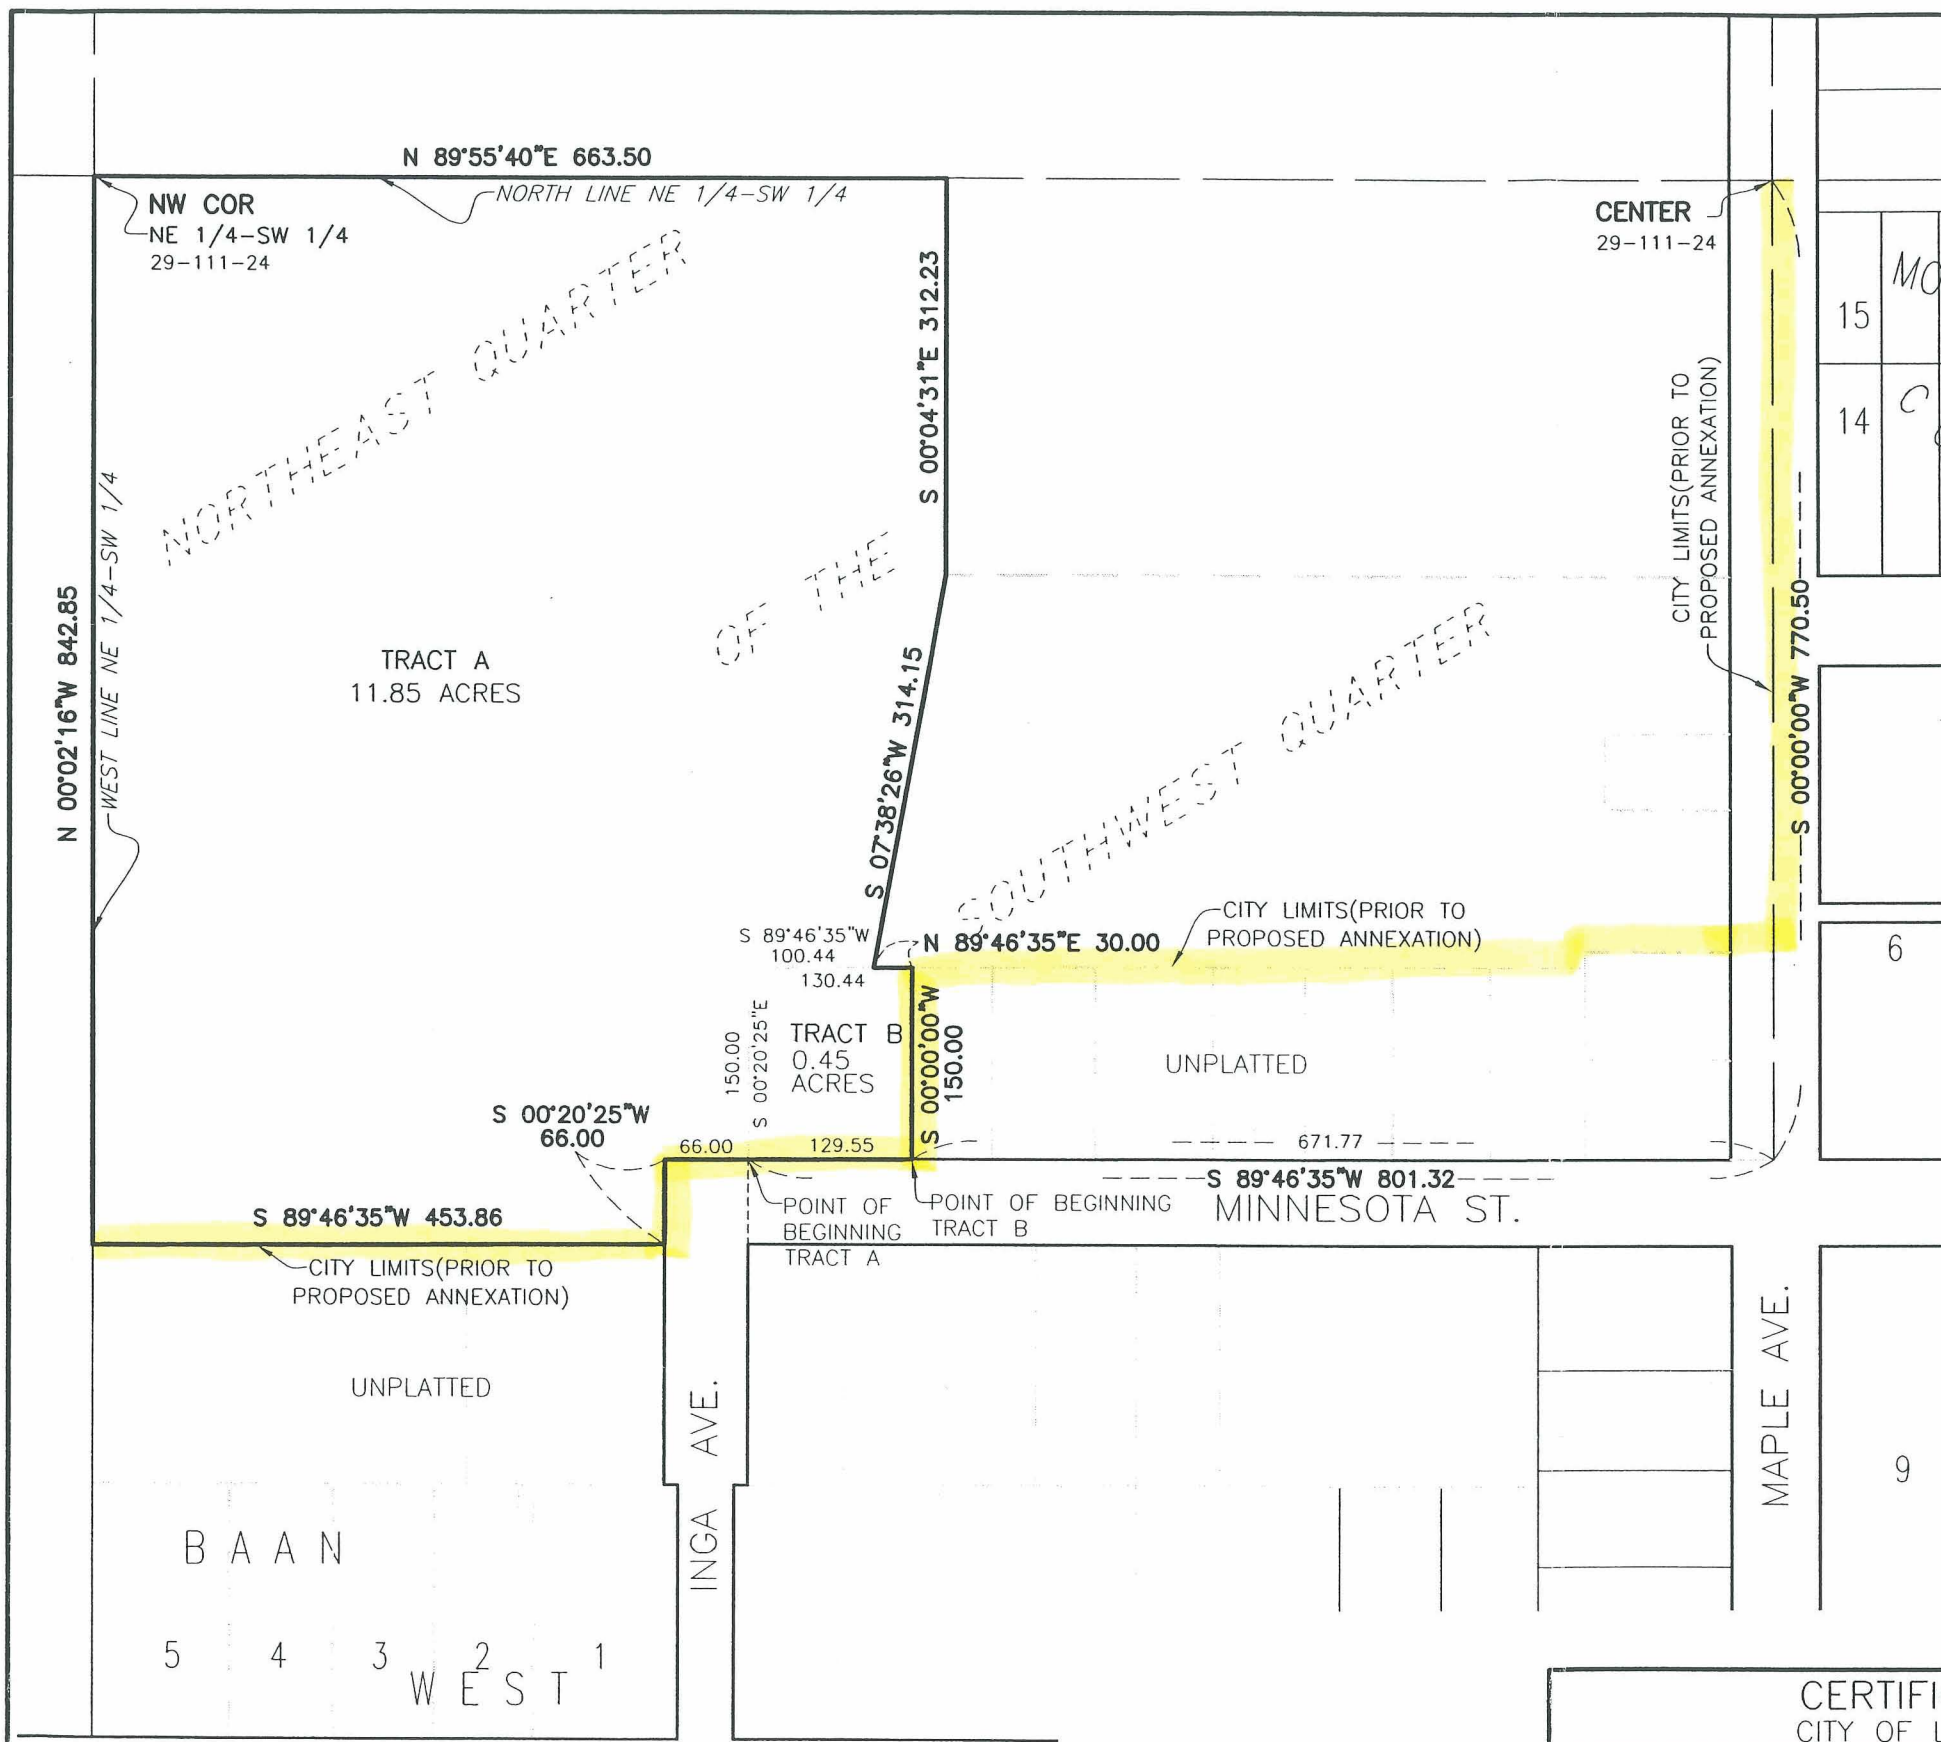 N 89°55'40"E 663.50
NORTH LINE NE 1/4-SW 1/4
NW COR
NE 1/4-SW 1/4
29-111-24
CENTER
29-111-24
MO
15
14
C
NORTHEAST QUARTER
OF THE
SOUTHWEST QUARTER
S 00°04'31"E 312.23
CITY LIMITS(PRIOR TO
PROPOSED ANNEXATION)
S 00°00'00"W 770.50
N 00°02'16"W 842.85
WEST LINE NE 1/4-SW 1/4
TRACT A
11.85 ACRES
S 07°38'26"W 314.15
CITY LIMITS(PRIOR TO
PROPOSED ANNEXATION)
S 89°46'35"W
100.44
130.44
N 89°46'35"E 30.00
6
150.00
S 00°20'25"E
TRACT B
0.45
ACRES
S 00°00'00"W
150.00
UNPLATTED
S 00°20'25"W
66.00
66.00
129.55
671.77
S 89°46'35"W 801.32
MINNESOTA ST.
POINT OF
BEGINNING
TRACT A
POINT OF BEGINNING
TRACT B
S 89°46'35"W 453.86
CITY LIMITS(PRIOR TO
PROPOSED ANNEXATION)
UNPLATTED
INGA AVE.
MAPLE AVE.
9
BAAN
5 4 3 2 1
WEST
CERTIFI
CITY OF L